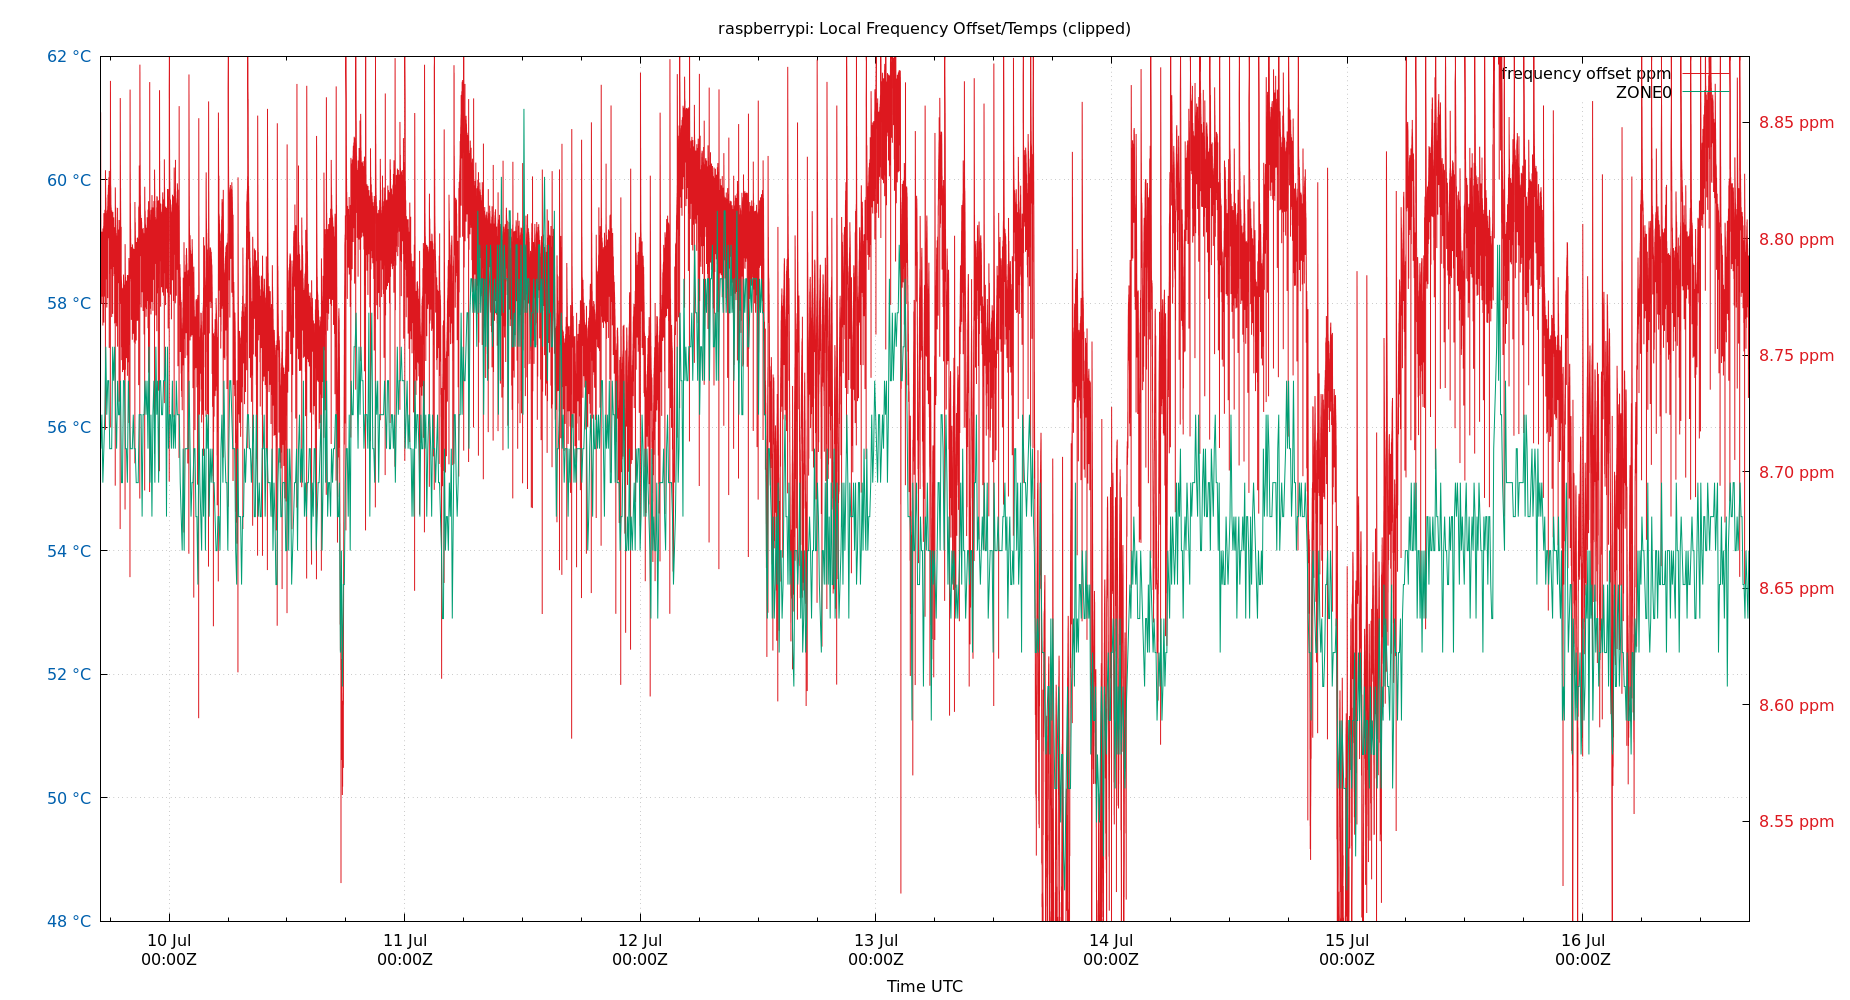 raspberrypi: Local Frequency Offset/Temps (clipped)
62 °C
60 °C
58 °C
56 °C
54 °C
52 °C
50 °C
48 °C
frequency offset ppm
ZONE0
8.85 ppm
8.80 ppm
8.75 ppm
8.70 ppm
8.65 ppm
8.60 ppm
8.55 ppm
10 Jul
00:00Z
11 Jul
00:00Z
12 Jul
00:00Z
13 Jul
00:00Z
14 Jul
00:00Z
15 Jul
00:00Z
16 Jul
00:00Z
Time UTC